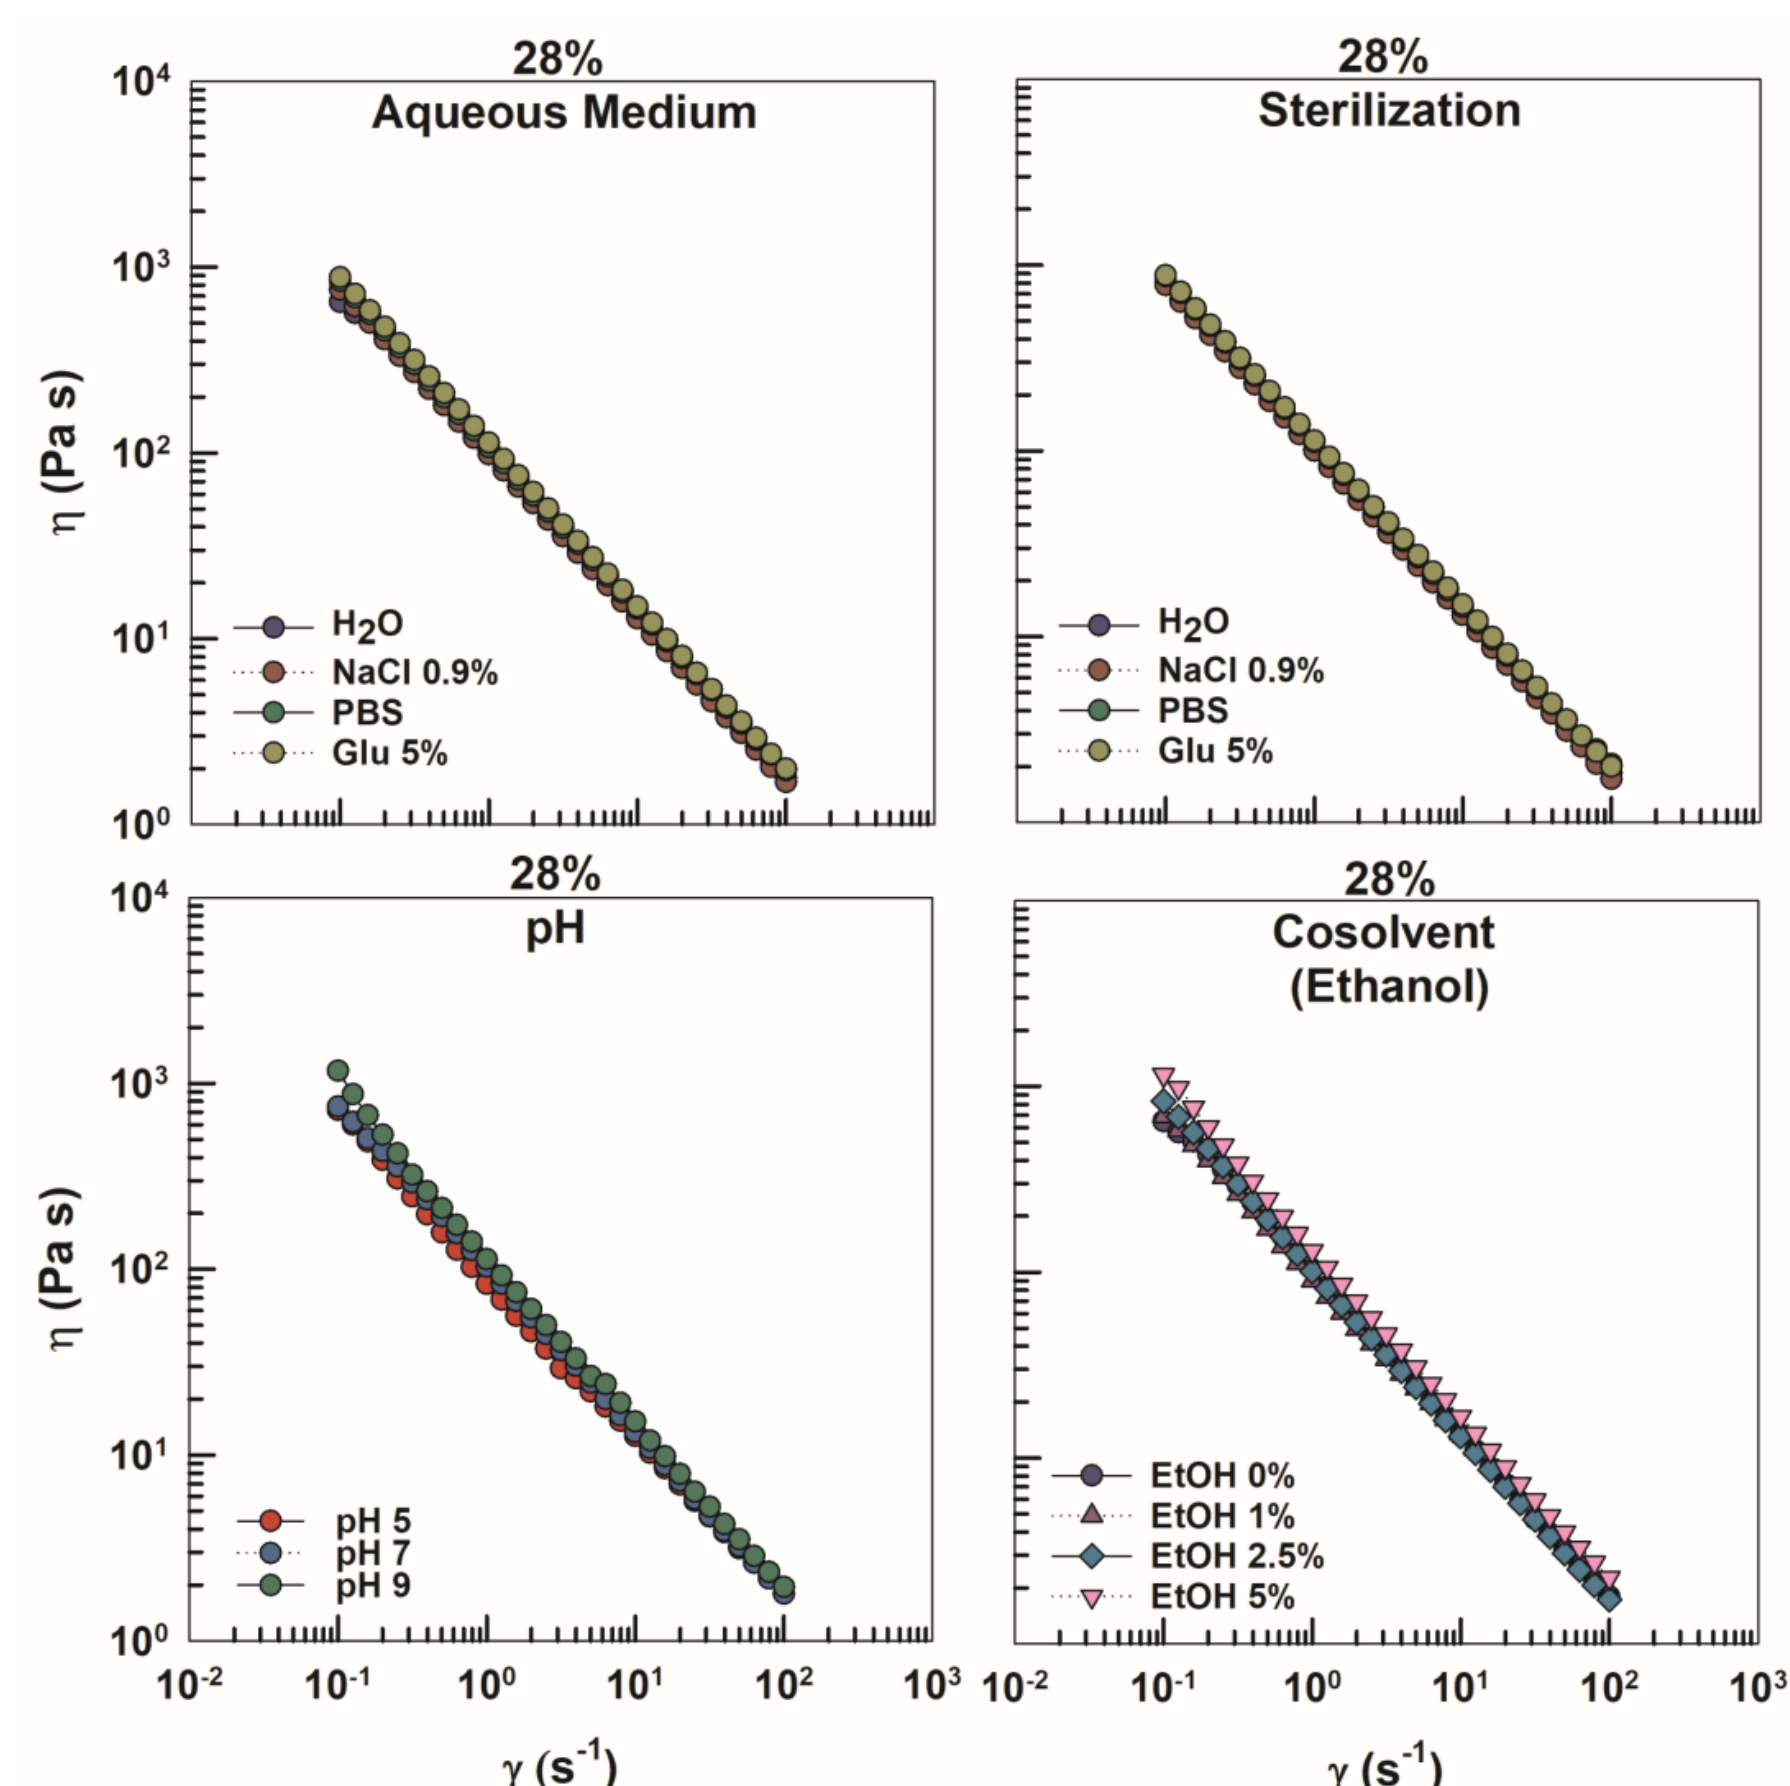 28%
Aqueous Medium
10⁴
10³
10²
10¹
10⁰
η (Pa s)
H₂O
NaCl 0.9%
PBS
Glu 5%
28%
Sterilization
H₂O
NaCl 0.9%
PBS
Glu 5%
28%
pH
10⁴
10³
10²
10¹
10⁰
η (Pa s)
pH 5
pH 7
pH 9
10⁻² 10⁻¹ 10⁰ 10¹ 10² 10³
γ (s⁻¹)
28%
Cosolvent
(Ethanol)
EtOH 0%
EtOH 1%
EtOH 2.5%
EtOH 5%
10⁻² 10⁻¹ 10⁰ 10¹ 10² 10³
γ (s⁻¹)